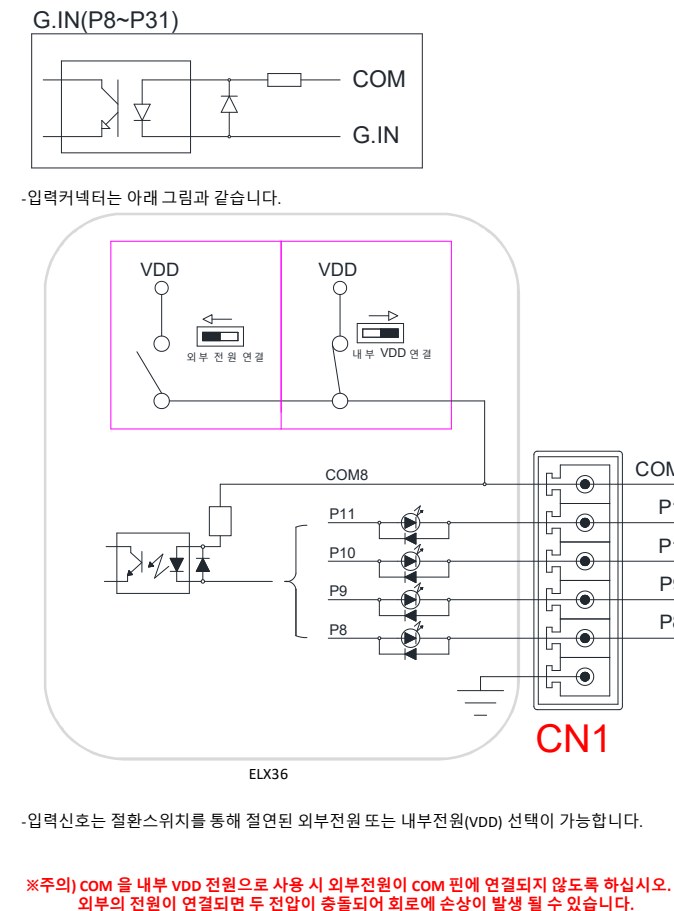 G.IN(P8~P31)
COM
G.IN
-입력커넥터는 아래 그림과 같습니다.
VDD
VDD
외부 전원 연결
내부 VDD 연결
COM8
P11
P10
P9
P8
CN1
ELX36
-입력신호는 절환스위치를 통해 절연된 외부전원 또는 내부전원(VDD) 선택이 가능합니다.
※주의) COM 을 내부 VDD 전원으로 사용 시 외부전원이 COM 핀에 연결되지 않도록 하십시오.
외부의 전원이 연결되면 두 전압이 충돌되어 회로에 손상이 발생 될 수 있습니다.